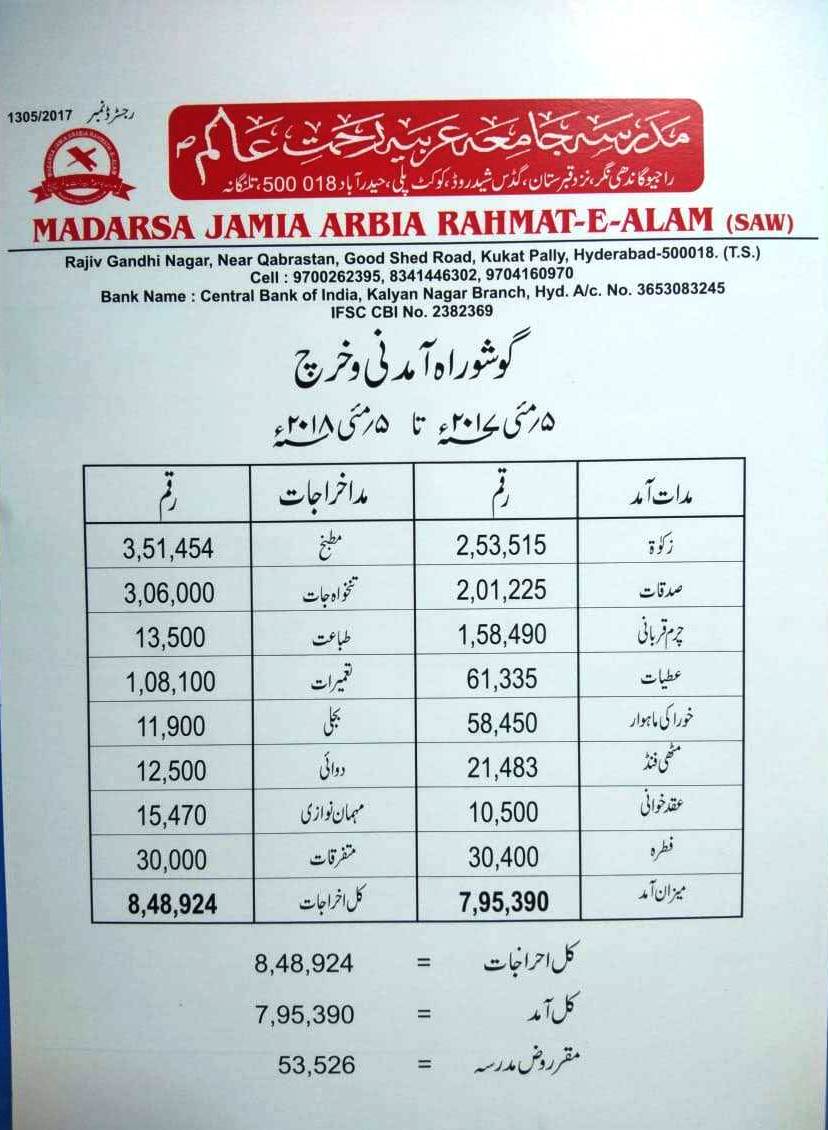 1305/2017 رجسٹرڈ نمبر
مدرسہ جامعہ عربیہ رحمتِ عالم ؐ
راجیو گاندھی نگر، نزد قبرستان، گڈس شیڈ روڈ، کوکٹ پلی، حیدرآباد 018 500، تلنگانہ
MADARSA JAMIA ARBIA RAHMAT-E-ALAM (SAW)
Rajiv Gandhi Nagar, Near Qabrastan, Good Shed Road, Kukat Pally, Hyderabad-500018. (T.S.)
Cell : 9700262395, 8341446302, 9704160970
Bank Name : Central Bank of India, Kalyan Nagar Branch, Hyd. A/c. No. 3653083245
IFSC CBI No. 2382369
گوشوراہ آمدنی و خرچ
۵؍مئی ۲۰۱۷ء تا ۵؍مئی ۲۰۱۸ء
مدات آمد رقم مد اخراجات رقم
زکوٰۃ 2,53,515 مطبخ 3,51,454
صدقات 2,01,225 تنخواہ جات 3,06,000
چرم قربانی 1,58,490 طباعت 13,500
عطیات 61,335 تعمیرات 1,08,100
خوراکی ماہوار 58,450 بجلی 11,900
مٹھی فنڈ 21,483 دوائی 12,500
عقد خوانی 10,500 مہمان نوازی 15,470
فطرہ 30,400 متفرقات 30,000
میزان آمد 7,95,390 کل اخراجات 8,48,924
کل احراخات = 8,48,924
کل آمد = 7,95,390
مقرروض مدرسہ = 53,526